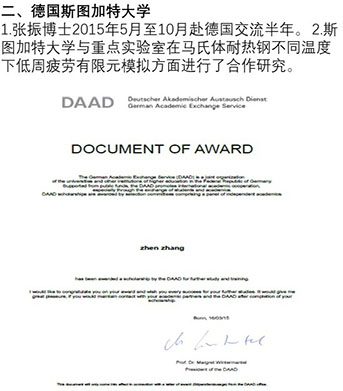 二、德国斯图加特大学
1.张振博士2015年5月至10月赴德国交流半年。 2.斯
图加特大学与重点实验室在马氏体耐热钢不同温度
下低周疲劳有限元模拟方面进行了合作研究。
DAAD
Deutscher Akademischer Austausch Dienst
German Academic Exchange Service
DOCUMENT OF AWARD
The German Academic Exchange Service (DAAD) is a joint organization
of the universities and other institutions of higher education in the Federal Republic of Germany.
Supported from public funds, the DAAD promotes international academic cooperation,
especially through the exchange of students and academics.
DAAD scholarships are awarded by selection committees comprising a panel of independent academics.
zhen zhang
has been awarded a scholarship by the DAAD for further study and training.
I would like to congratulate you on your award and wish you every success for your further studies. It would give me
great pleasure, if you would maintain contact with your academic partners and the DAAD after completion of your
scholarship.
Bonn, 16/03/15
Prof. Dr. Margret Wintermantel
President of the DAAD
This document will only come into effect in connection with a letter of award (Stipendienzusage) from the DAAD.